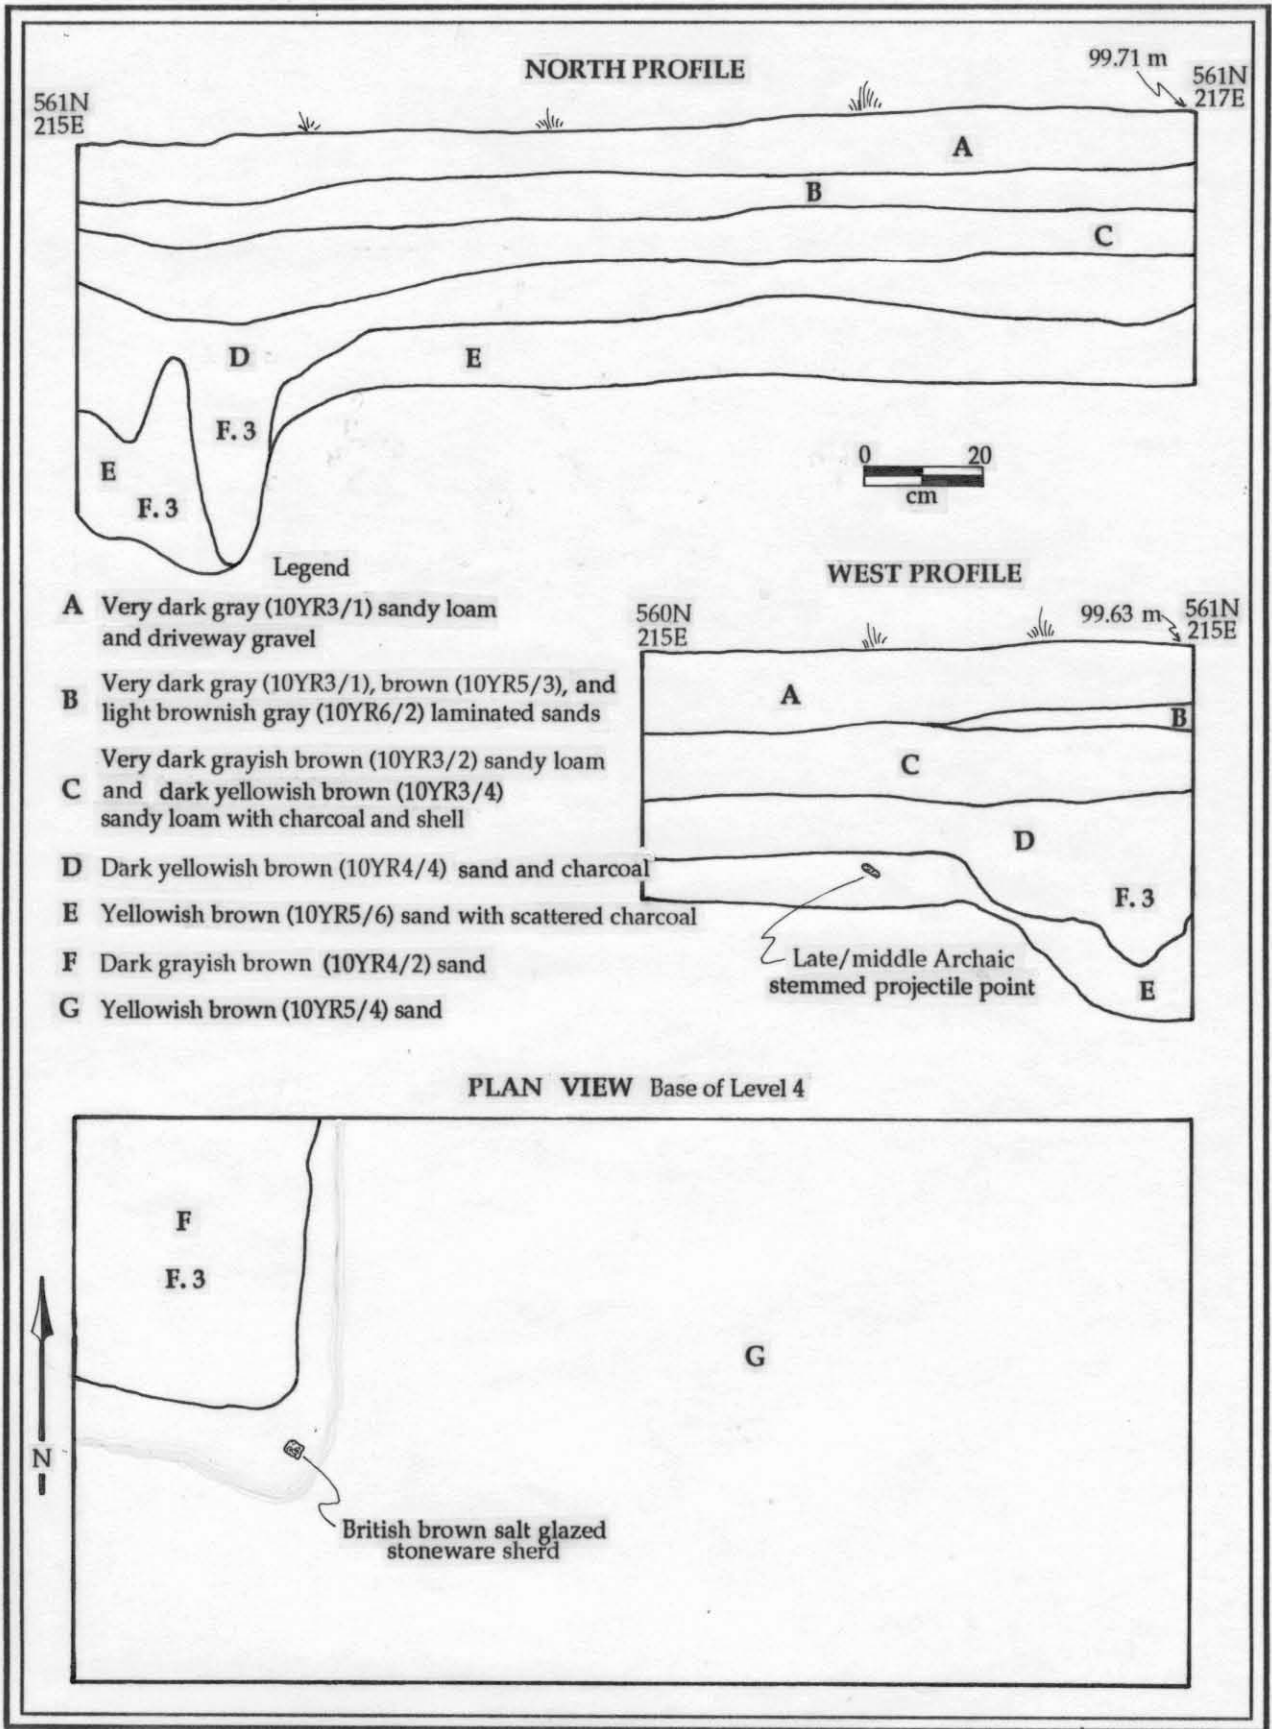 NORTH PROFILE
99.71 m
561N
215E
561N
217E
A
B
C
D
E
F. 3
E
F. 3
0 20
cm
Legend
A Very dark gray (10YR3/1) sandy loam
and driveway gravel
B Very dark gray (10YR3/1), brown (10YR5/3), and
light brownish gray (10YR6/2) laminated sands
C Very dark grayish brown (10YR3/2) sandy loam
and dark yellowish brown (10YR3/4)
sandy loam with charcoal and shell
D Dark yellowish brown (10YR4/4) sand and charcoal
E Yellowish brown (10YR5/6) sand with scattered charcoal
F Dark grayish brown (10YR4/2) sand
G Yellowish brown (10YR5/4) sand
WEST PROFILE
560N
215E
99.63 m
561N
215E
A
B
C
D
F. 3
E
Late/middle Archaic
stemmed projectile point
PLAN VIEW Base of Level 4
F
F. 3
G
N
British brown salt glazed
stoneware sherd